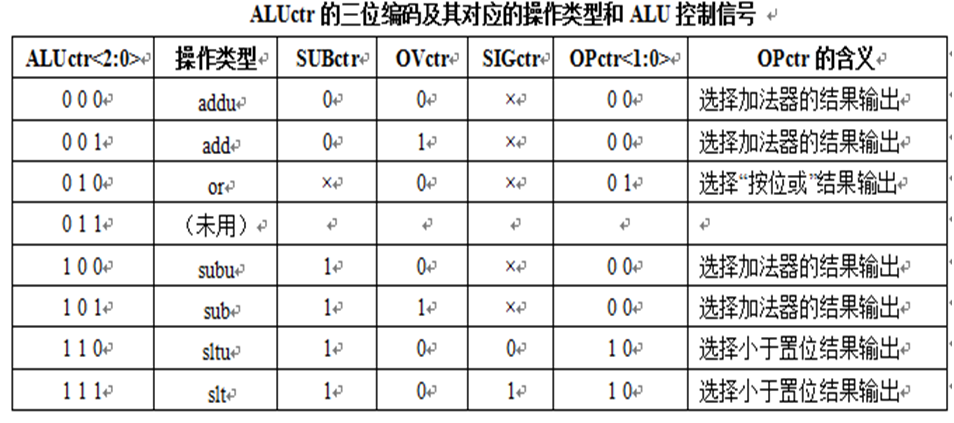 ALUctr 的三位编码及其对应的操作类型和 ALU 控制信号
ALUctr<2:0> 操作类型 SUBctr OVctr SIGctr OPctr<1:0> OPctr 的含义
0 0 0 addu 0 0 × 0 0 选择加法器的结果输出
0 0 1 add 0 1 × 0 0 选择加法器的结果输出
0 1 0 or × 0 × 0 1 选择“按位或”结果输出
0 1 1 （未用）
1 0 0 subu 1 0 × 0 0 选择加法器的结果输出
1 0 1 sub 1 1 × 0 0 选择加法器的结果输出
1 1 0 sltu 1 0 0 1 0 选择小于置位结果输出
1 1 1 slt 1 0 1 1 0 选择小于置位结果输出